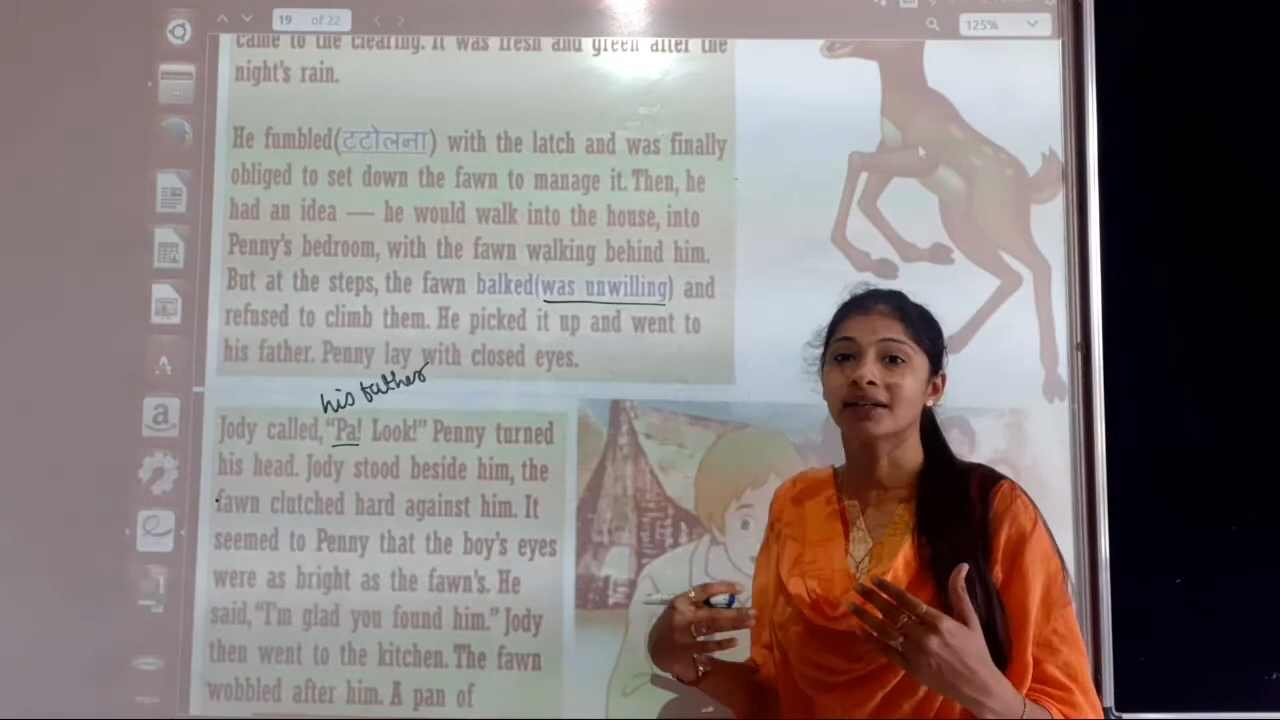 19 of 22
125%
came to the clearing. It was fresh and green after the
night's rain.
He fumbled(टटोलना) with the latch and was finally
obliged to set down the fawn to manage it. Then, he
had an idea — he would walk into the house, into
Penny's bedroom, with the fawn walking behind him.
But at the steps, the fawn balked(was unwilling) and
refused to climb them. He picked it up and went to
his father. Penny lay with closed eyes.
his father
Jody called, "Pa! Look!" Penny turned
his head. Jody stood beside him, the
fawn clutched hard against him. It
seemed to Penny that the boy's eyes
were as bright as the fawn's. He
said, "I'm glad you found him." Jody
then went to the kitchen. The fawn
wobbled after him. A pan of